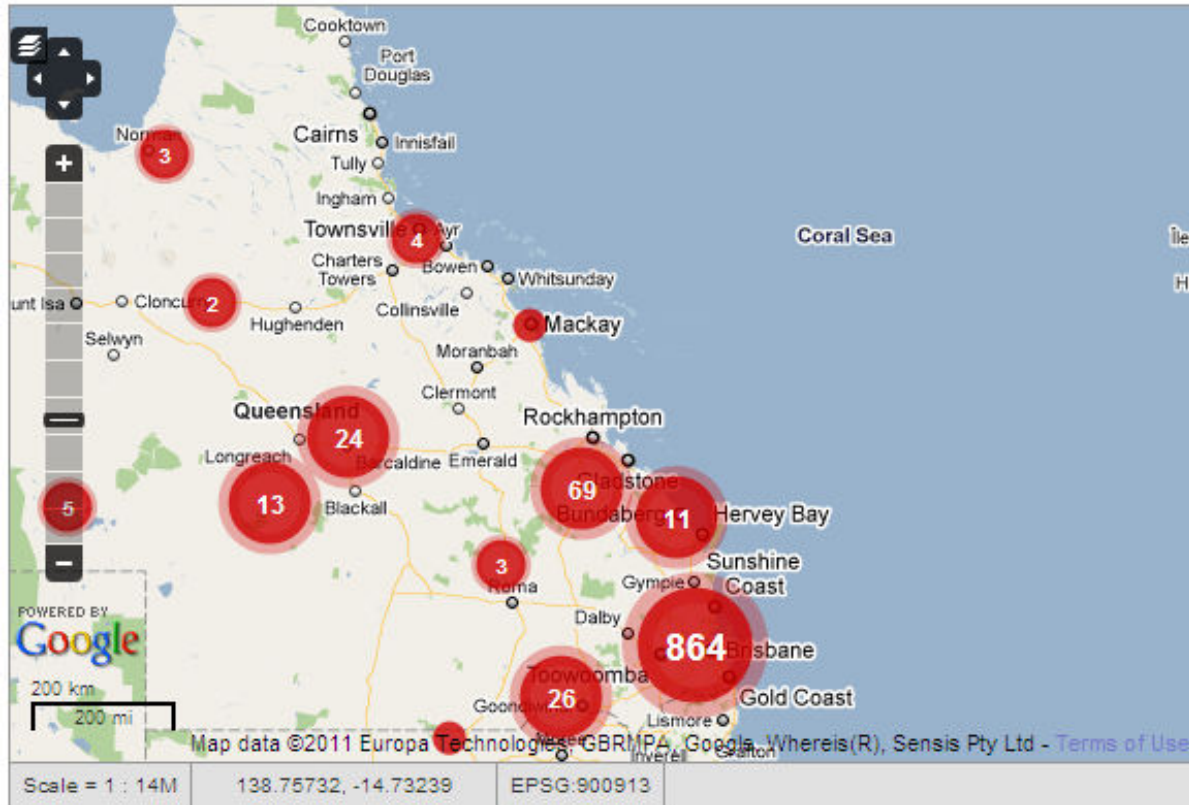 Cooktown
Port
Douglas
Cairns
Innisfail
Norman
3
Tully
Ingham
Townsville
Ayr
4
Coral Sea
Île
Charters
Towers
Bowen
Whitsunday
H
unt Isa
Cloncurry
2
Collinsville
Hughenden
Mackay
Selwyn
Moranbah
Clermont
Queensland
Rockhampton
24
Longreach
Barcaldine
Emerald
Gladstone
5
13
Blackall
69
Bundaberg
11
Hervey Bay
3
Sunshine
Coast
Roma
Gympie
Dalby
POWERED BY
Google
864
Brisbane
Toowoomba
200 km
200 mi
26
Gold Coast
Lismore
Map data ©2011 Europa Technologies, GBRMPA, Google, Whereis(R), Sensis Pty Ltd - Terms of Use
Inverell
Grafton
Scale = 1 : 14M
138.75732, -14.73239
EPSG:900913